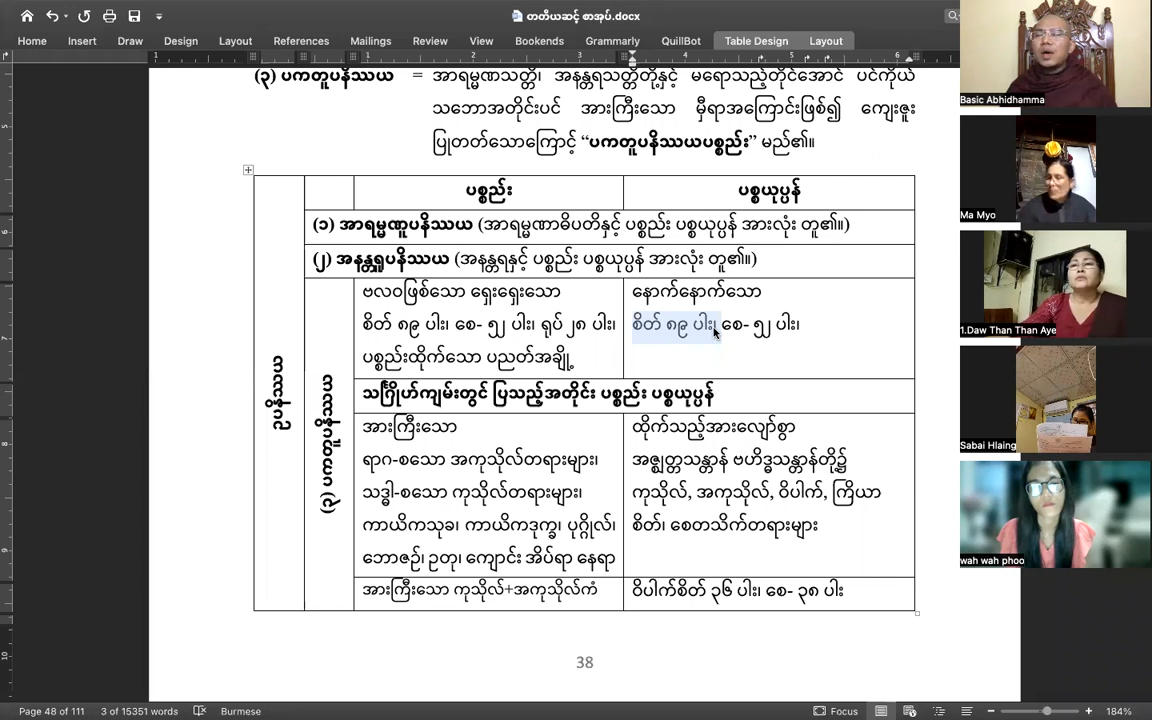 တတိယဆင့် စာအုပ်.docx
Home Insert Draw Design Layout References Mailings Review View Bookends Grammarly QuillBot Table Design Layout
(၃) ပကတူပနိဿယ = အာရမ္မဏသတ္တိ၊ အနန္တရသတ္တိတို့နှင့် မရောသည့်တိုင်အောင် ပင်ကိုယ်
သဘောအတိုင်းပင် အားကြီးသော မှီရာအကြောင်းဖြစ်၍ ကျေးဇူး
ပြုတတ်သောကြောင့် “ပကတူပနိဿယပစ္စည်း” မည်၏။
ပစ္စည်း ပစ္စယုပ္ပန်
(၁) အာရမ္မဏူပနိဿယ (အာရမ္မဏာဓိပတိနှင့် ပစ္စည်း ပစ္စယုပ္ပန် အားလုံး တူ၏။)
(၂) အနန္တရူပနိဿယ (အနန္တရနှင့် ပစ္စည်း ပစ္စယုပ္ပန် အားလုံး တူ၏။)
ဥပနိဿယ
(၃) ပကတူပနိဿယ
ဗလဝဖြစ်သော ရှေးရှေးသော
စိတ် ၈၉ ပါး၊ စေ- ၅၂ ပါး၊ ရုပ် ၂၈ ပါး၊
ပစ္စည်းထိုက်သော ပညတ်အချို့
နောက်နောက်သော
စိတ် ၈၉ ပါး၊ စေ- ၅၂ ပါး၊
သင်္ဂြိုဟ်ကျမ်းတွင် ပြသည့်အတိုင်း ပစ္စည်း ပစ္စယုပ္ပန်
အားကြီးသော
ရာဂ-စသော အကုသိုလ်တရားများ၊
သဒ္ဓါ-စသော ကုသိုလ်တရားများ၊
ကာယိကသုခ၊ ကာယိကဒုက္ခ၊ ပုဂ္ဂိုလ်၊
ဘောဇဉ်၊ ဥတု၊ ကျောင်း အိပ်ရာ နေရာ
ထိုက်သည့်အားလျော်စွာ
အဇ္ဈတ္တသန္တာန် ဗဟိဒ္ဓသန္တာန်တို့၌
ကုသိုလ်, အကုသိုလ်, ဝိပါက်, ကြိယာ
စိတ်၊ စေတသိက်တရားများ
အားကြီးသော ကုသိုလ်+အကုသိုလ်ကံ
ဝိပါက်စိတ် ၃၆ ပါး၊ စေ- ၃၈ ပါး
38
Page 48 of 111 3 of 15351 words Burmese Focus 184%
Basic Abhidhamma
Ma Myo
1.Daw Than Than Aye
Sabai Hlaing
wah wah phoo